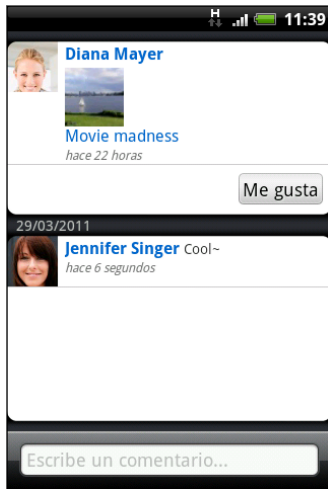 H 11:39
Diana Mayer
Movie madness
hace 22 horas
Me gusta
29/03/2011
Jennifer Singer Cool~
hace 6 segundos
Escribe un comentario...